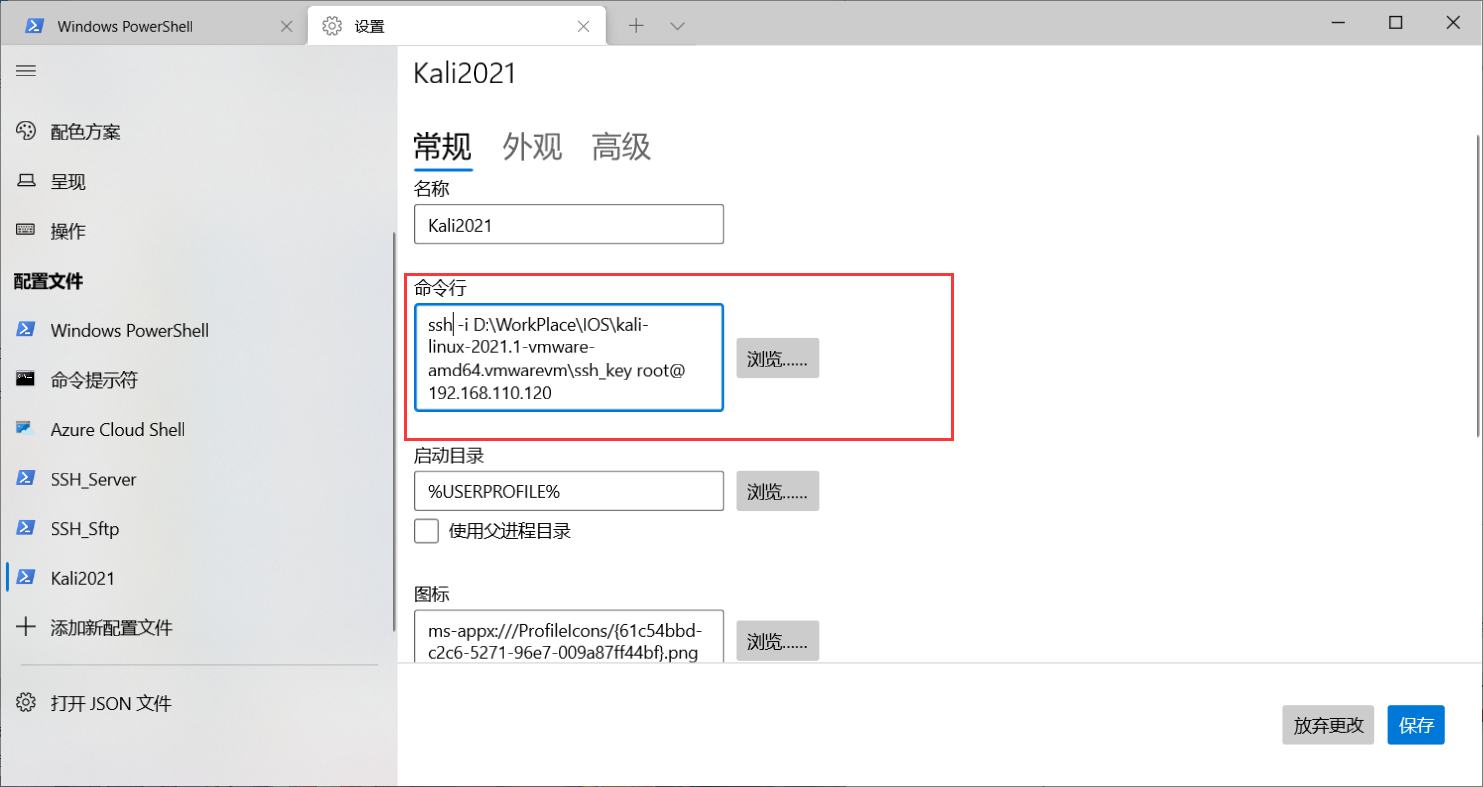 Windows PowerShell
设置
配色方案
呈现
操作
配置文件
Windows PowerShell
命令提示符
Azure Cloud Shell
SSH_Server
SSH_Sftp
Kali2021
添加新配置文件
打开 JSON 文件
Kali2021
常规 外观 高级
名称
Kali2021
命令行
ssh -i D:\WorkPlace\IOS\kali-
linux-2021.1-vmware-
amd64.vmwarevm\ssh_key root@
192.168.110.120
浏览......
启动目录
%USERPROFILE%
浏览......
使用父进程目录
图标
ms-appx:///ProfileIcons/{61c54bbd-
c2c6-5271-96e7-009a87ff44bf}.png
浏览......
放弃更改 保存